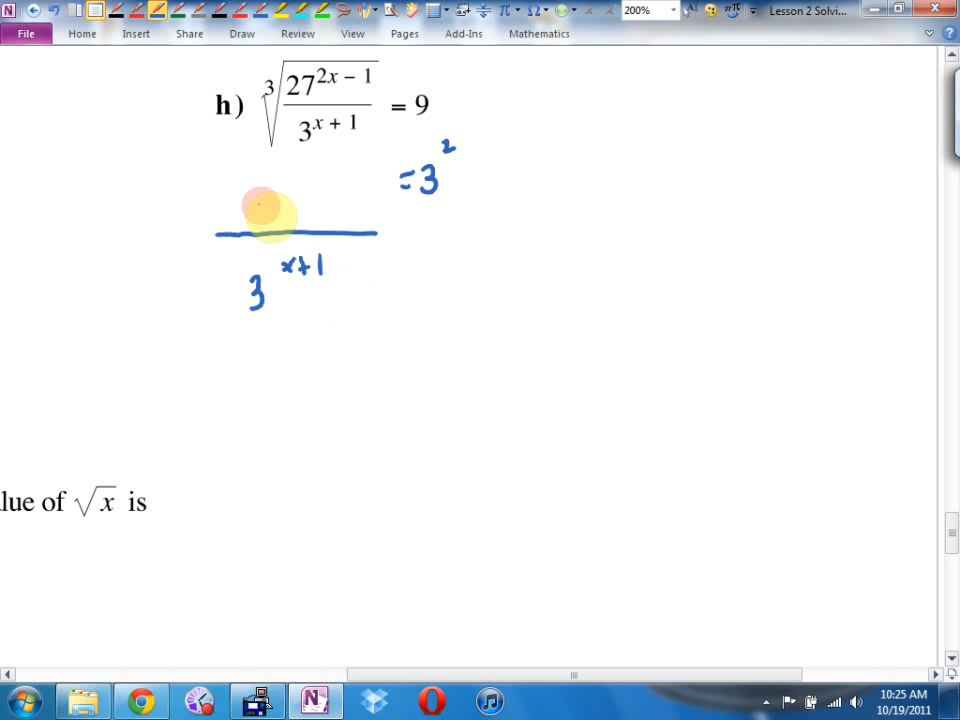 200% Lesson 2 Solvi...
File Home Insert Share Draw Review View Pages Add-Ins Mathematics
h) ∛(27^(2x − 1) / 3^(x + 1)) = 9
= 3^2
3^(x+1)
alue of √x is
10:25 AM
10/19/2011